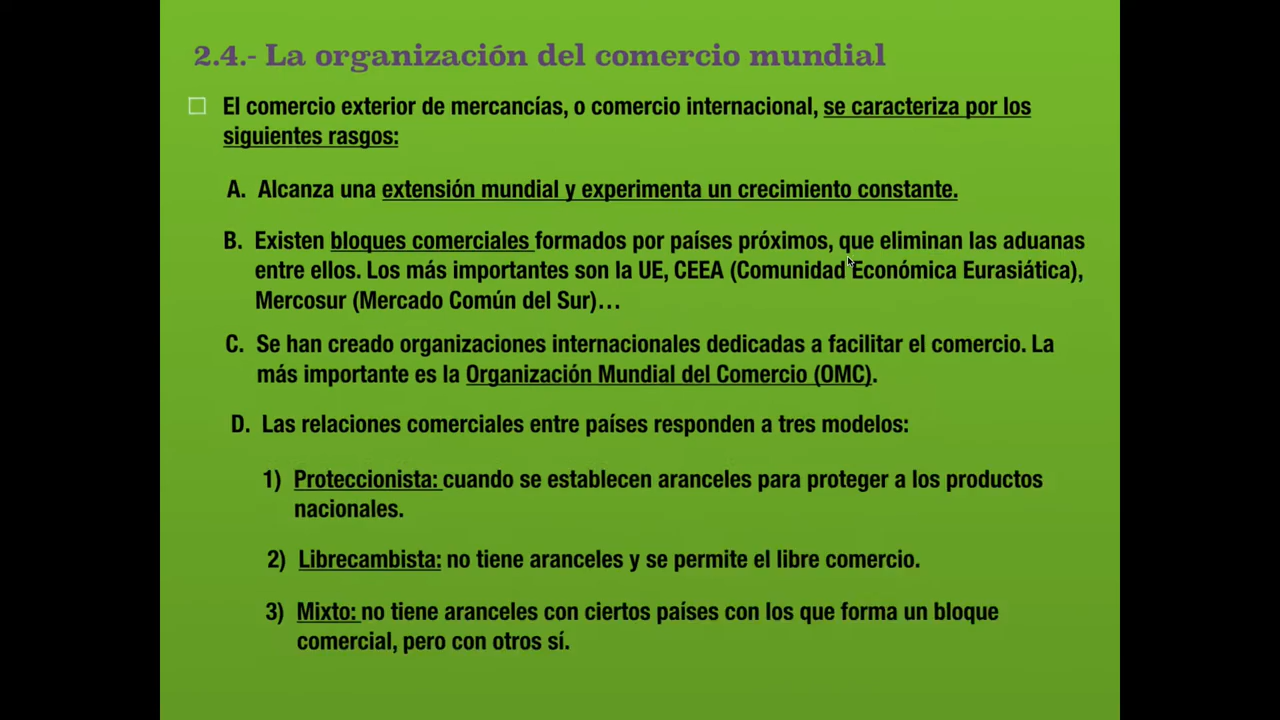 2.4.- La organización del comercio mundial
El comercio exterior de mercancías, o comercio internacional, se caracteriza por los
siguientes rasgos:
A. Alcanza una extensión mundial y experimenta un crecimiento constante.
B. Existen bloques comerciales formados por países próximos, que eliminan las aduanas
entre ellos. Los más importantes son la UE, CEEA (Comunidad Económica Eurasiática),
Mercosur (Mercado Común del Sur)…
C. Se han creado organizaciones internacionales dedicadas a facilitar el comercio. La
más importante es la Organización Mundial del Comercio (OMC).
D. Las relaciones comerciales entre países responden a tres modelos:
1) Proteccionista: cuando se establecen aranceles para proteger a los productos
nacionales.
2) Librecambista: no tiene aranceles y se permite el libre comercio.
3) Mixto: no tiene aranceles con ciertos países con los que forma un bloque
comercial, pero con otros sí.